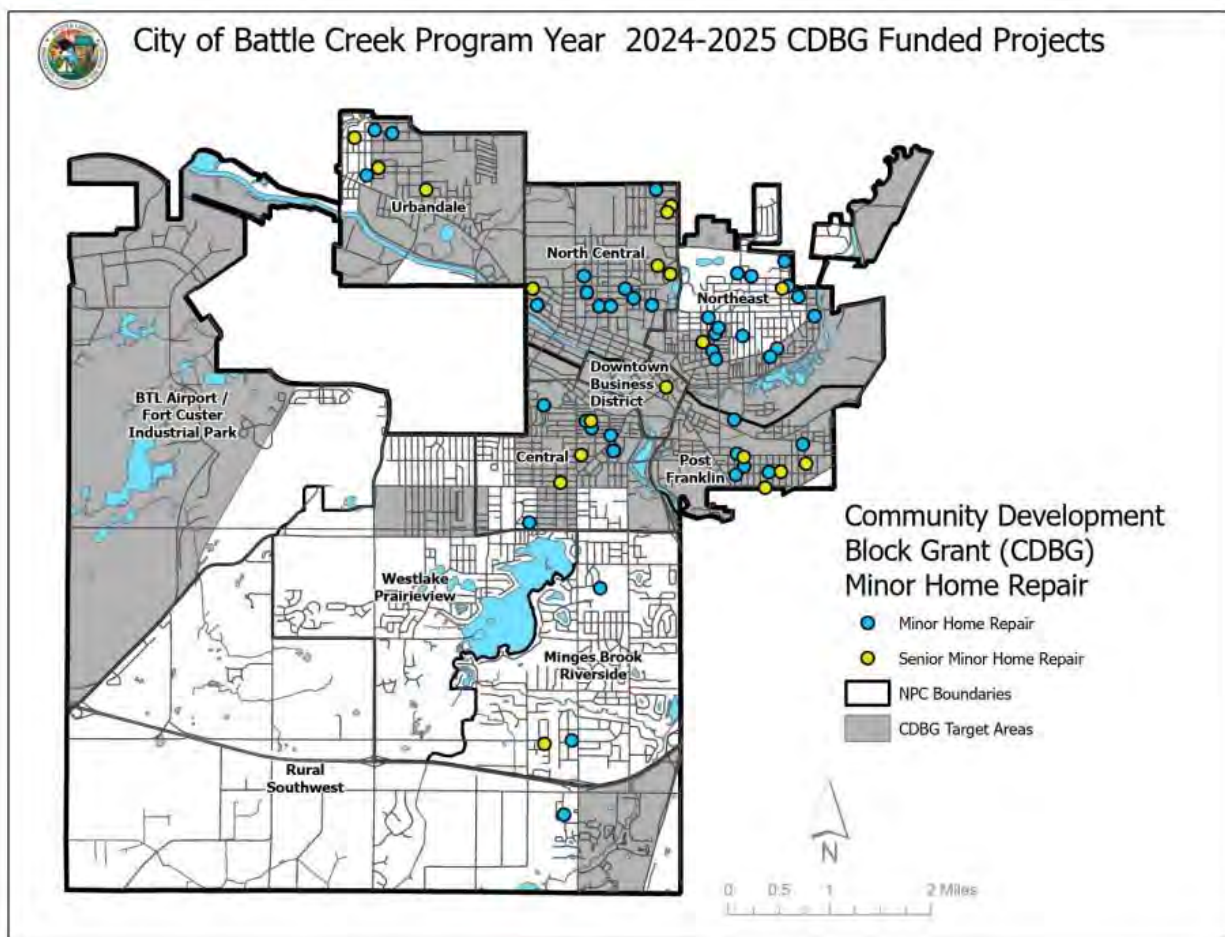 City of Battle Creek Program Year 2024-2025 CDBG Funded Projects
Urbandale
North Central
Northeast
Downtown
Business
District
BTL Airport /
Fort Custer
Industrial Park
Central
Post
Franklin
Westlake
Prairieview
Minges Brook
Riverside
Rural
Southwest
Community Development
Block Grant (CDBG)
Minor Home Repair
Minor Home Repair
Senior Minor Home Repair
NPC Boundaries
CDBG Target Areas
N
0 0.5 1 2 Miles